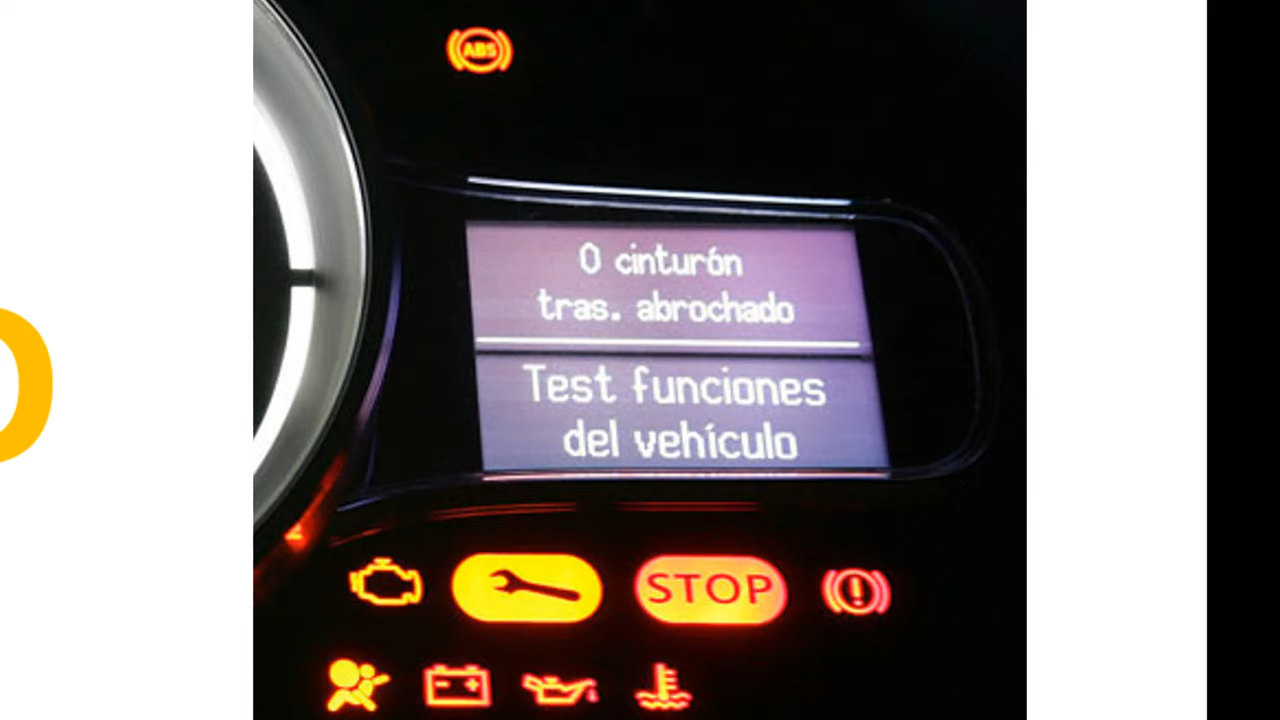 ABS
0 cinturón
tras. abrochado
Test funciones
del vehículo
STOP